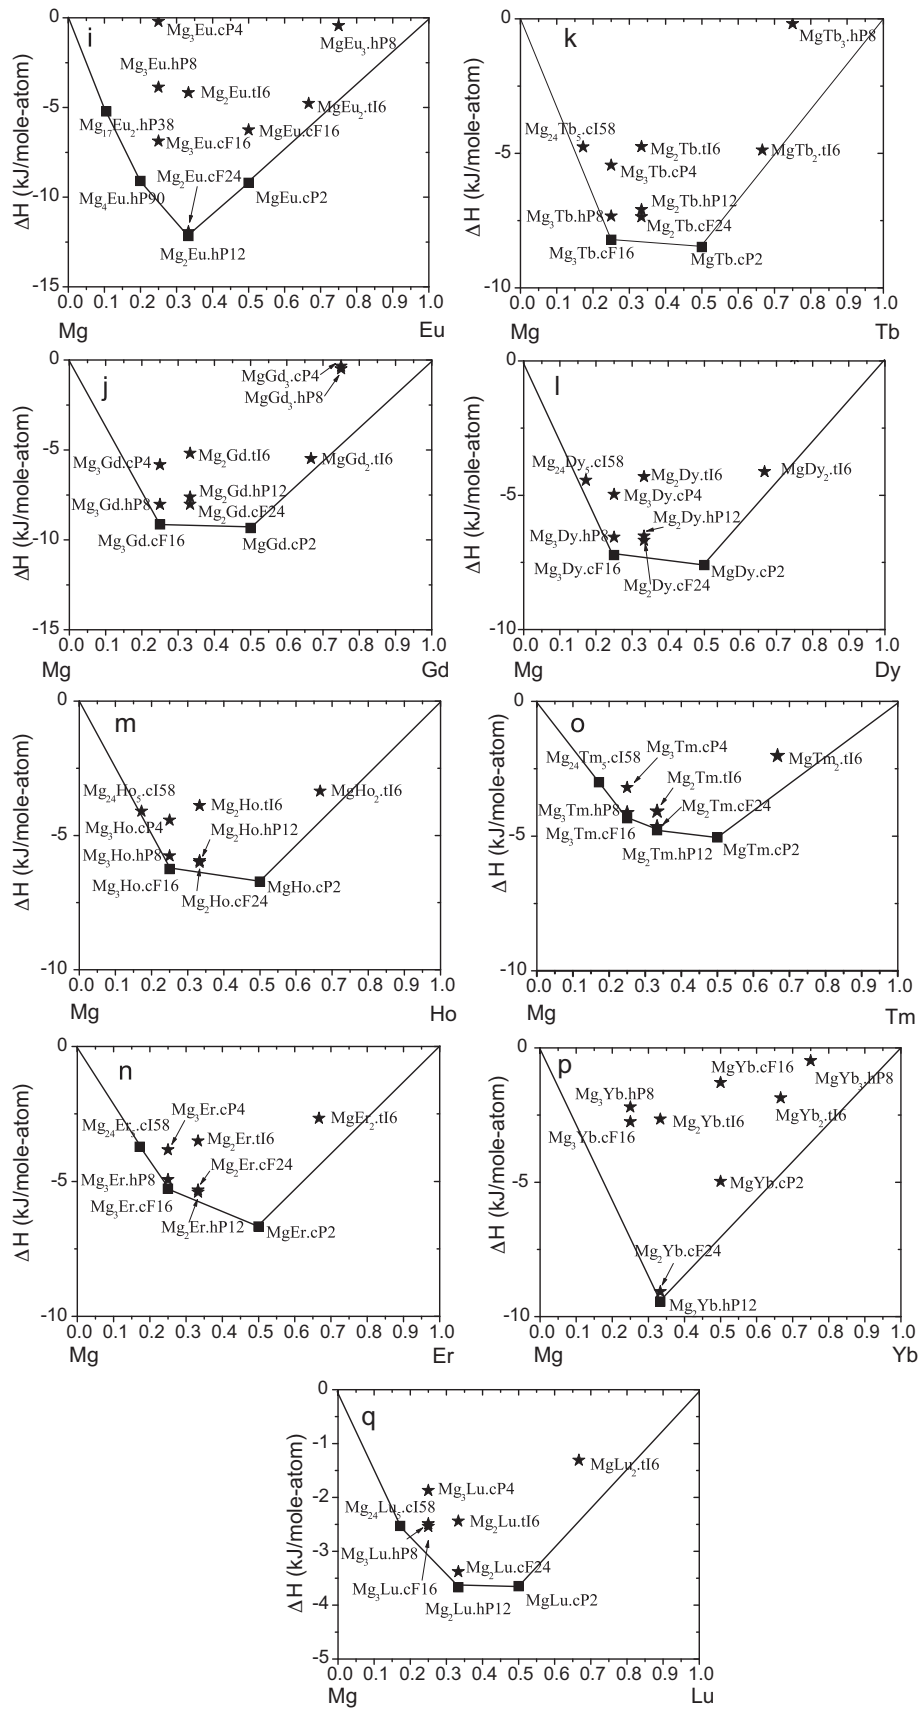 i
0
-5
-10
-15
ΔH (kJ/mole-atom)
Mg₃Eu.cP4
MgEu₃.hP8
Mg₃Eu.hP8
Mg₂Eu.tI6
MgEu₂.tI6
Mg₁₇Eu₂.hP38
Mg₃Eu.cF16
MgEu.cF16
Mg₂Eu.cF24
Mg₄Eu.hP90
MgEu.cP2
Mg₂Eu.hP12
0.0 0.1 0.2 0.3 0.4 0.5 0.6 0.7 0.8 0.9 1.0
Mg Eu
k
0
-5
-10
ΔH (kJ/mole-atom)
MgTb₃.hP8
Mg₂₄Tb₅.cI58
Mg₂Tb.tI6
MgTb₂.tI6
Mg₃Tb.cP4
Mg₂Tb.hP12
Mg₃Tb.hP8
Mg₂Tb.cF24
Mg₃Tb.cF16
MgTb.cP2
0.0 0.1 0.2 0.3 0.4 0.5 0.6 0.7 0.8 0.9 1.0
Mg Tb
j
0
-5
-10
-15
ΔH (kJ/mole-atom)
MgGd₃.cP4
MgGd₃.hP8
Mg₃Gd.cP4
Mg₂Gd.tI6
MgGd₂.tI6
Mg₂Gd.hP12
Mg₃Gd.hP8
Mg₂Gd.cF24
Mg₃Gd.cF16
MgGd.cP2
0.0 0.1 0.2 0.3 0.4 0.5 0.6 0.7 0.8 0.9 1.0
Mg Gd
l
0
-5
-10
ΔH (kJ/mole-atom)
Mg₂₄Dy₅.cI58
Mg₂Dy.tI6
MgDy₂.tI6
Mg₃Dy.cP4
Mg₂Dy.hP12
Mg₃Dy.hP8
Mg₃Dy.cF16
MgDy.cP2
Mg₂Dy.cF24
0.0 0.1 0.2 0.3 0.4 0.5 0.6 0.7 0.8 0.9 1.0
Mg Dy
m
0
-5
-10
ΔH (kJ/mole-atom)
Mg₂₄Ho₅.cI58
MgHo₂.tI6
Mg₂Ho.tI6
Mg₃Ho.cP4
Mg₂Ho.hP12
Mg₃Ho.hP8
Mg₃Ho.cF16
MgHo.cP2
Mg₂Ho.cF24
0.0 0.1 0.2 0.3 0.4 0.5 0.6 0.7 0.8 0.9 1.0
Mg Ho
o
0
-5
-10
ΔH (kJ/mole-atom)
Mg₃Tm.cP4
Mg₂₄Tm₅.cI58
MgTm₂.tI6
Mg₂Tm.tI6
Mg₂Tm.cF24
Mg₃Tm.hP8
Mg₃Tm.cF16
Mg₂Tm.hP12
MgTm.cP2
0.0 0.1 0.2 0.3 0.4 0.5 0.6 0.7 0.8 0.9 1.0
Mg Tm
n
0
-5
-10
ΔH (kJ/mole-atom)
Mg₃Er.cP4
Mg₂₄Er₅.cI58
MgEr₂.tI6
Mg₂Er.tI6
Mg₂Er.cF24
Mg₃Er.hP8
Mg₃Er.cF16
Mg₂Er.hP12
MgEr.cP2
0.0 0.1 0.2 0.3 0.4 0.5 0.6 0.7 0.8 0.9 1.0
Mg Er
p
0
-5
-10
ΔH (kJ/mole-atom)
MgYb.cF16
MgYb₃.hP8
Mg₃Yb.hP8
MgYb₂.tI6
Mg₂Yb.tI6
Mg₃Yb.cF16
MgYb.cP2
Mg₂Yb.cF24
Mg₂Yb.hP12
0.0 0.1 0.2 0.3 0.4 0.5 0.6 0.7 0.8 0.9 1.0
Mg Yb
q
0
-1
-2
-3
-4
-5
ΔH (kJ/mole-atom)
MgLu₂.tI6
Mg₃Lu.cP4
Mg₂₄Lu₅.cI58
Mg₂Lu.tI6
Mg₃Lu.hP8
Mg₂Lu.cF24
Mg₃Lu.cF16
MgLu.cP2
Mg₂Lu.hP12
0.0 0.1 0.2 0.3 0.4 0.5 0.6 0.7 0.8 0.9 1.0
Mg Lu